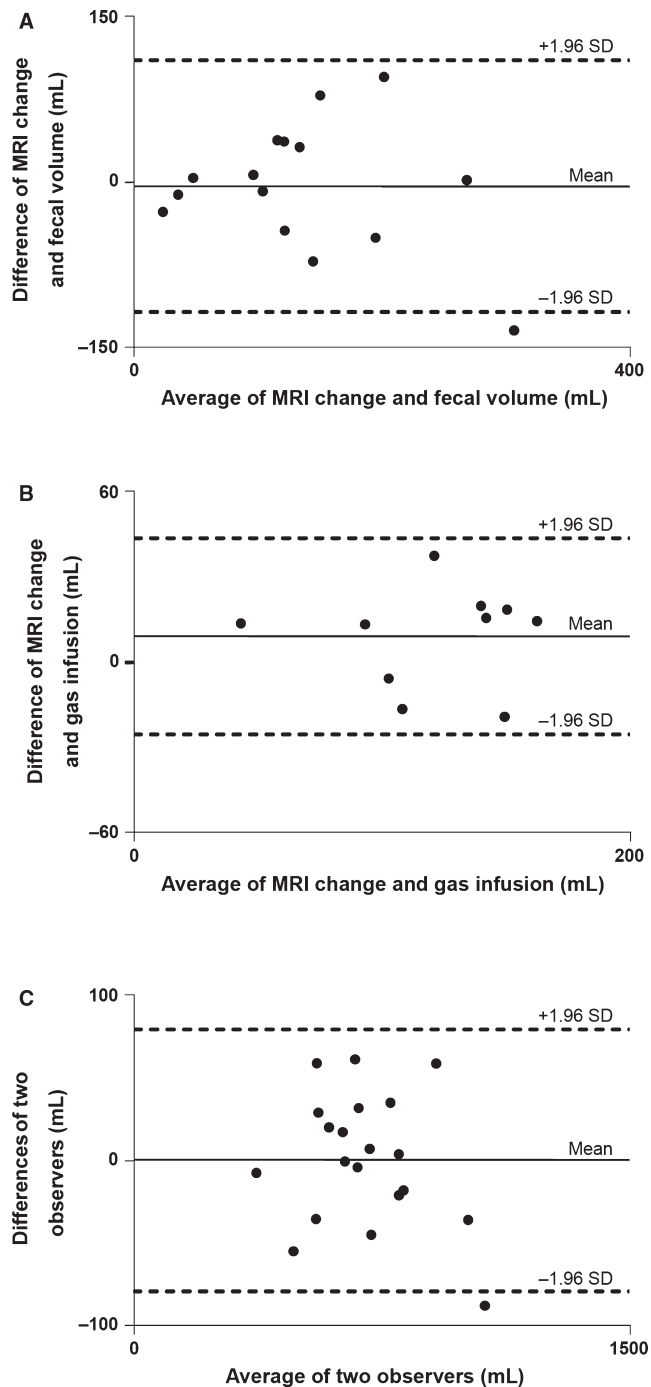 A
150
+1.96 SD
Difference of MRI change
and fecal volume (mL)
0
Mean
–1.96 SD
–150
0
400
Average of MRI change and fecal volume (mL)
B
60
+1.96 SD
Difference of MRI change
and gas infusion (mL)
Mean
0
–1.96 SD
–60
0
200
Average of MRI change and gas infusion (mL)
C
100
+1.96 SD
Differences of two
observers (mL)
Mean
0
–1.96 SD
–100
0
1500
Average of two observers (mL)